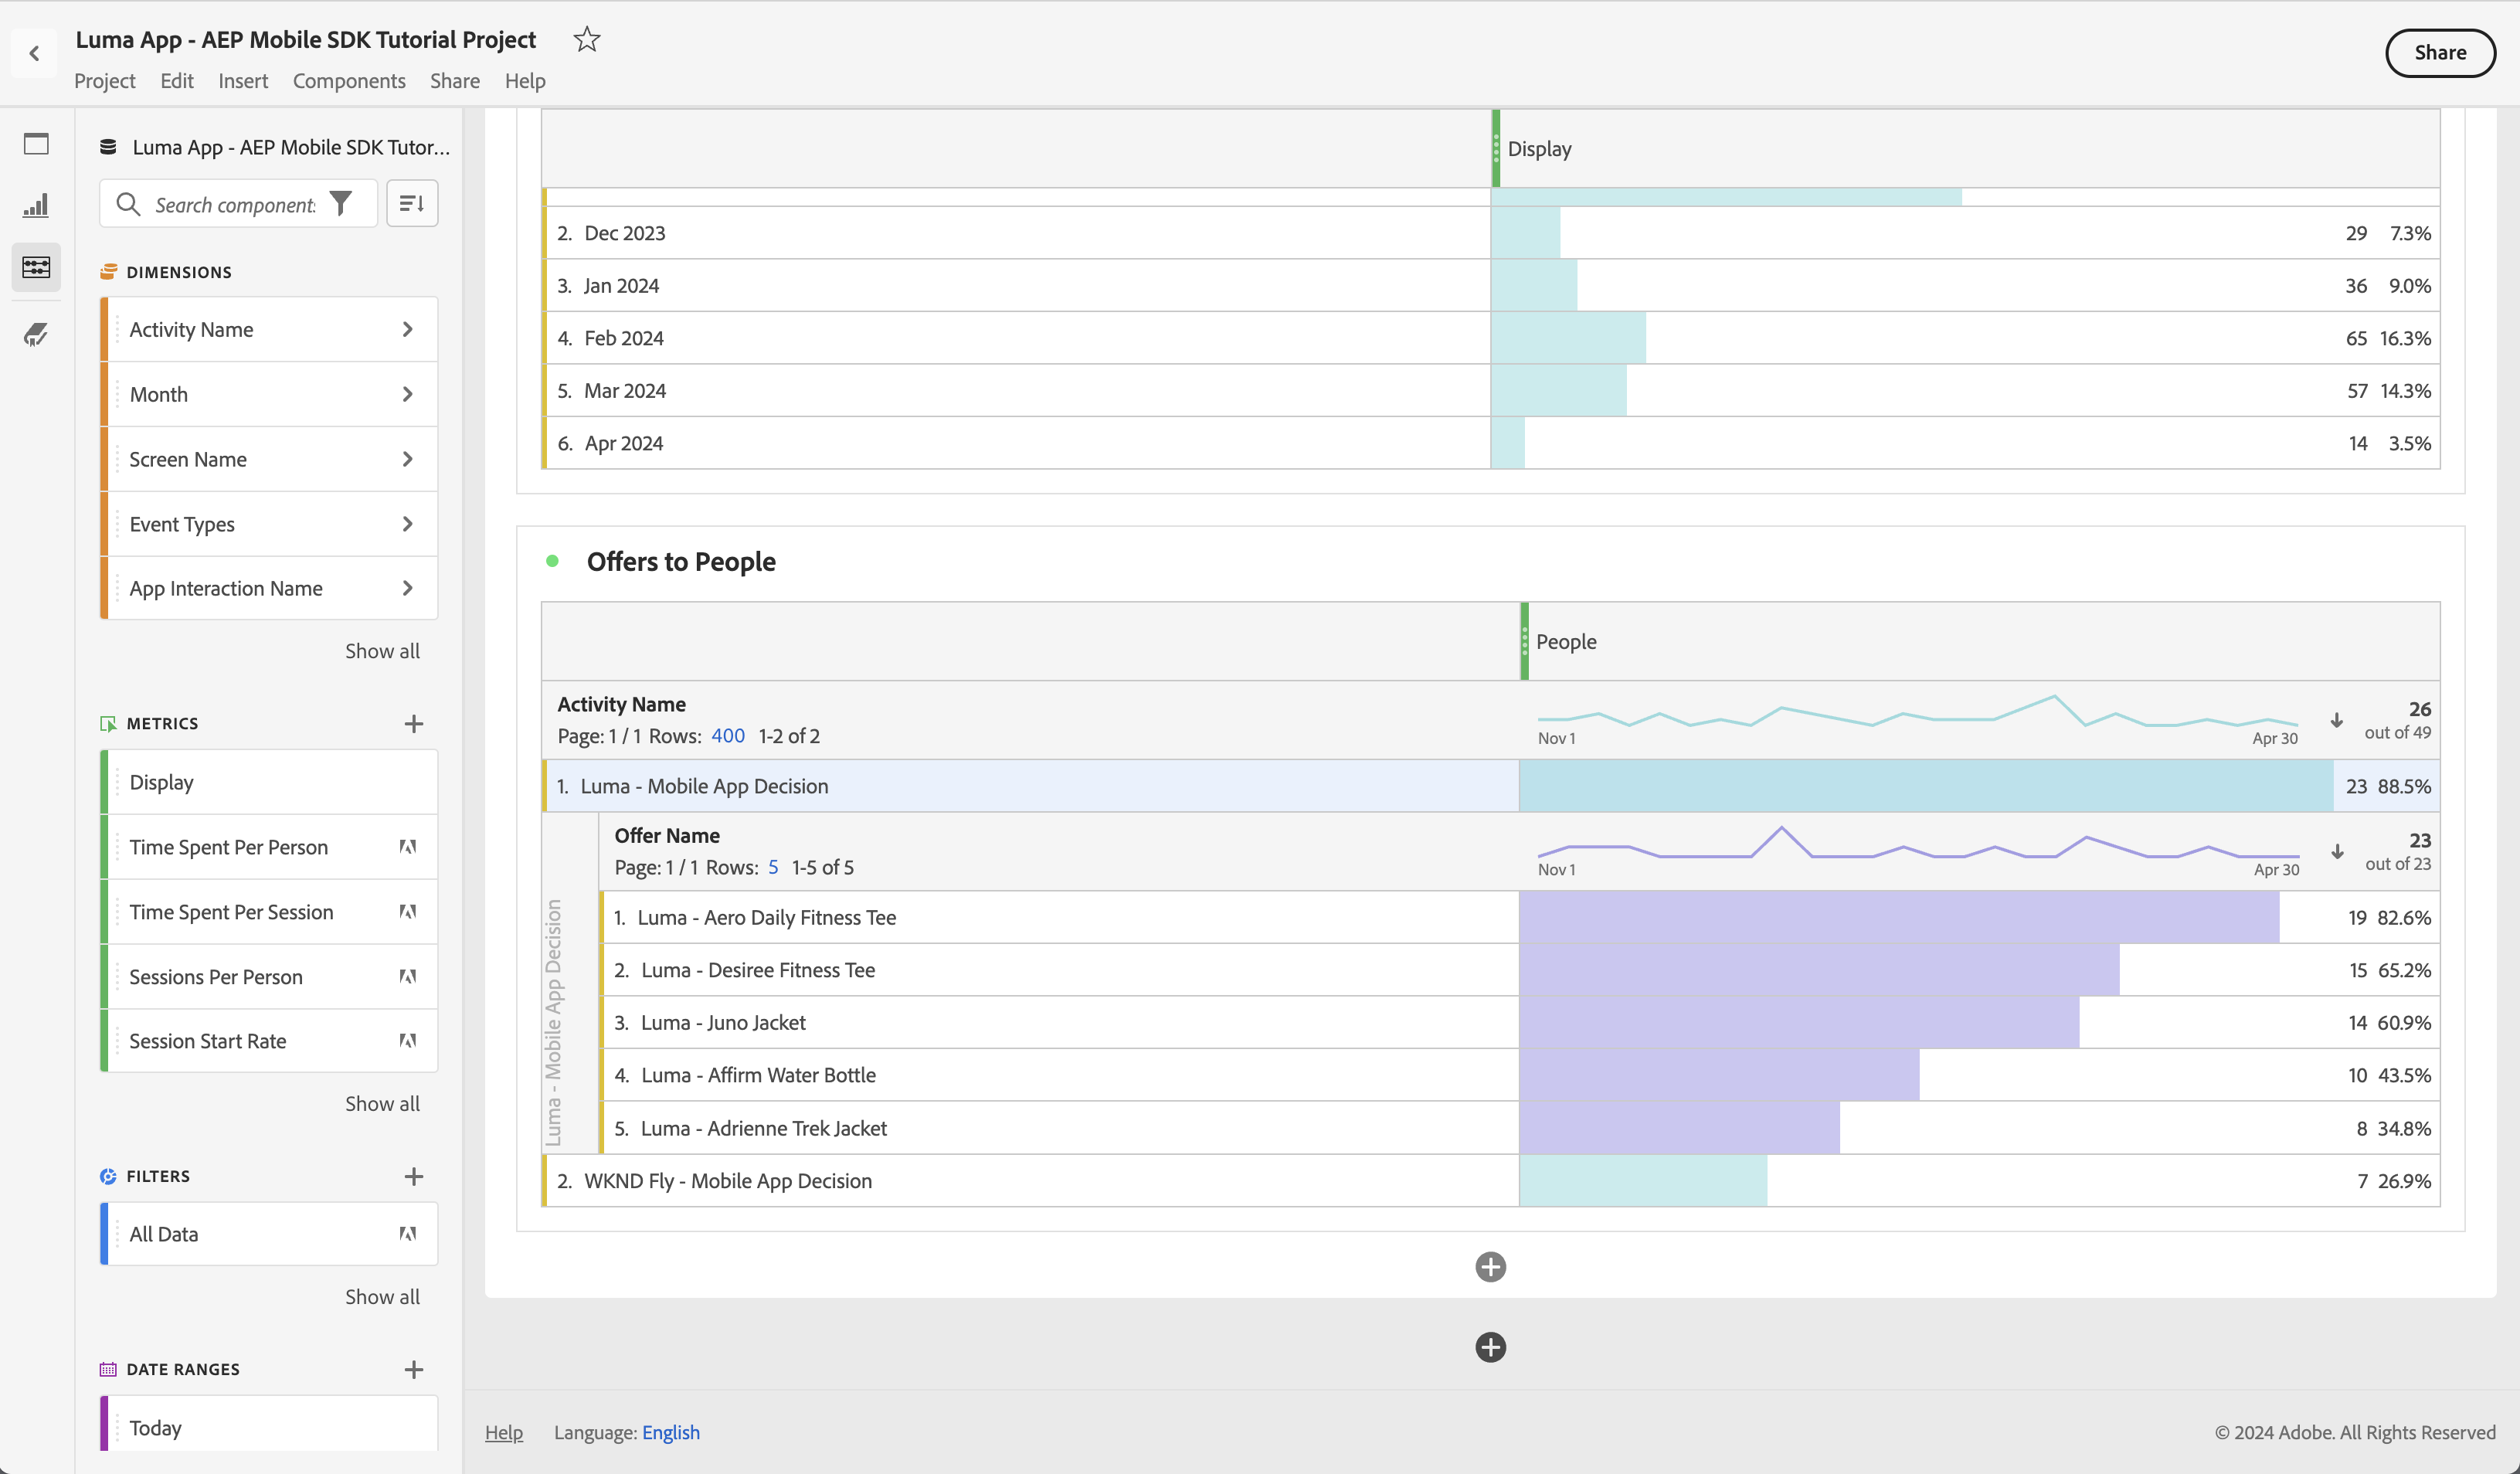 Luma App - AEP Mobile SDK Tutorial Project
Share
Project Edit Insert Components Share Help
Luma App - AEP Mobile SDK Tutor...
Search component
DIMENSIONS
Activity Name
Month
Screen Name
Event Types
App Interaction Name
Show all
METRICS
Display
Time Spent Per Person
Time Spent Per Session
Sessions Per Person
Session Start Rate
Show all
FILTERS
All Data
Show all
DATE RANGES
Today
Display
2. Dec 2023 29 7.3%
3. Jan 2024 36 9.0%
4. Feb 2024 65 16.3%
5. Mar 2024 57 14.3%
6. Apr 2024 14 3.5%
Offers to People
People
Activity Name
Page: 1 / 1 Rows: 400 1-2 of 2
Nov 1 Apr 30
26
out of 49
1. Luma - Mobile App Decision 23 88.5%
Luma - Mobile App Decision
Offer Name
Page: 1 / 1 Rows: 5 1-5 of 5
Nov 1 Apr 30
23
out of 23
1. Luma - Aero Daily Fitness Tee 19 82.6%
2. Luma - Desiree Fitness Tee 15 65.2%
3. Luma - Juno Jacket 14 60.9%
4. Luma - Affirm Water Bottle 10 43.5%
5. Luma - Adrienne Trek Jacket 8 34.8%
2. WKND Fly - Mobile App Decision 7 26.9%
Help Language: English © 2024 Adobe. All Rights Reserved